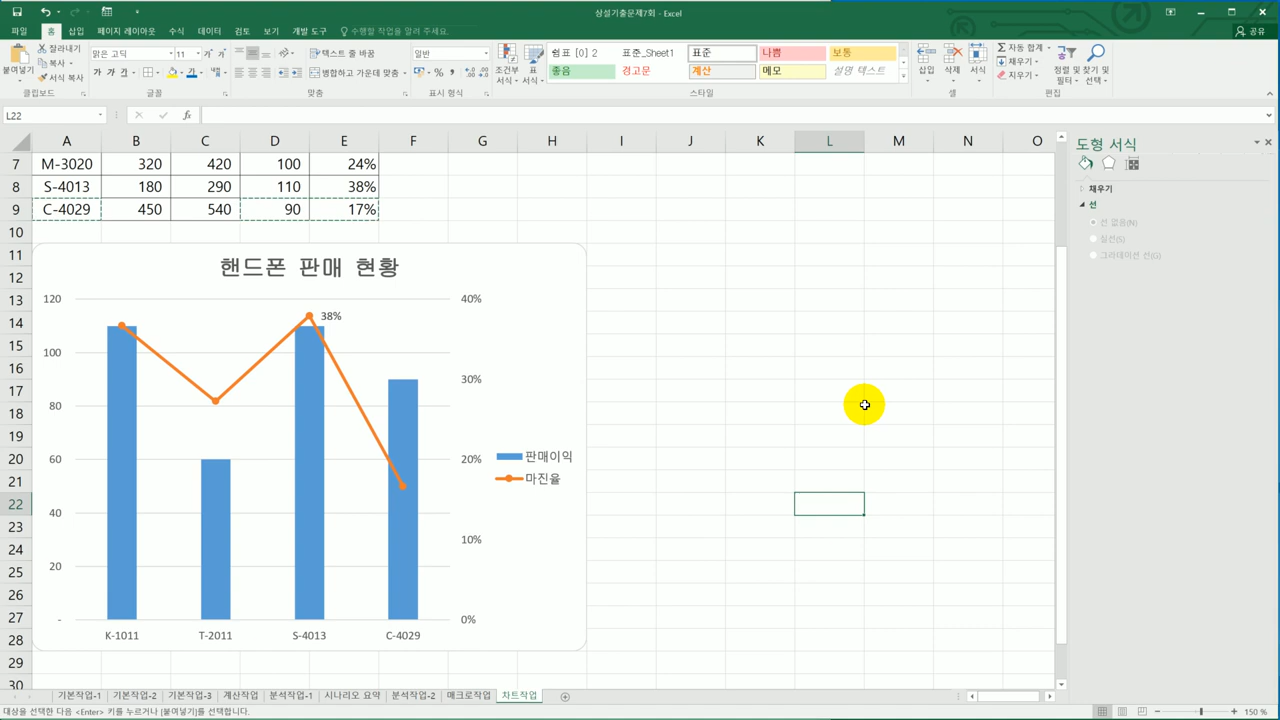 상설기출문제7회 - Excel
파일 홈 삽입 페이지 레이아웃 수식 데이터 검토 보기 개발 도구 수행할 작업을 알려 주세요. 공유
붙여넣기 잘라내기 복사 서식 복사 클립보드
맑은 고딕 11 가 가 가 가 가 가 글꼴
텍스트 줄 바꿈 병합하고 가운데 맞춤 맞춤
일반 % 표시 형식
조건부 서식 표 서식 쉼표 [0] 2 표준_Sheet1 표준 나쁨 보통
좋음 경고문 계산 메모 설명 텍스트 스타일
삽입 삭제 서식 셀
자동 합계 채우기 지우기 정렬 및 필터 찾기 및 선택 편집
L22 fx
A B C D E F G H I J K L M N O
7 M-3020 320 420 100 24%
8 S-4013 180 290 110 38%
9 C-4029 450 540 90 17%
10
11
12
13
14
15
16
17
18
19
20
21
22
23
24
25
26
27
28
29
30
핸드폰 판매 현황
120 40%
38%
100
30%
80
60 20%
판매이익
마진율
40
10%
20
- 0%
K-1011 T-2011 S-4013 C-4029
도형 서식
채우기
선
선 없음(N)
실선(S)
그라데이션 선(G)
기본작업-1 기본작업-2 기본작업-3 계산작업 분석작업-1 시나리오 요약 분석작업-2 매크로작업 차트작업
대상을 선택한 다음 <Enter> 키를 누르거나 [붙여넣기]를 선택합니다. 150 %